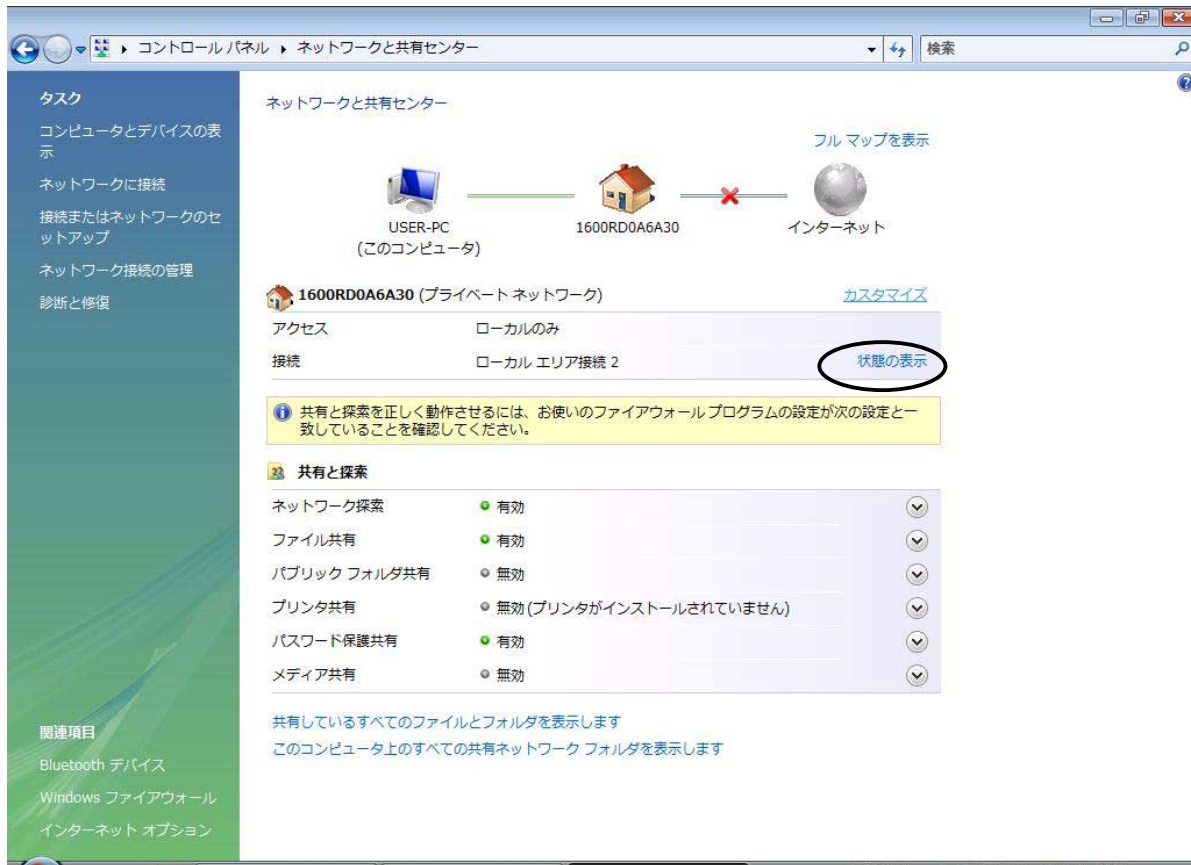 コントロール パネル ▸ ネットワークと共有センター
検索
タスク
コンピュータとデバイスの表
示
ネットワークに接続
接続またはネットワークのセ
ットアップ
ネットワーク接続の管理
診断と修復
ネットワークと共有センター
フル マップを表示
USER-PC
(このコンピュータ)
1600RD0A6A30
インターネット
1600RD0A6A30 (プライベート ネットワーク)
カスタマイズ
アクセス ローカルのみ
接続 ローカル エリア接続 2 状態の表示
共有と探索を正しく動作させるには、お使いのファイアウォール プログラムの設定が次の設定と一
致していることを確認してください。
共有と探索
ネットワーク探索 有効
ファイル共有 有効
パブリック フォルダ共有 無効
プリンタ共有 無効 (プリンタがインストールされていません)
パスワード保護共有 有効
メディア共有 無効
共有しているすべてのファイルとフォルダを表示します
このコンピュータ上のすべての共有ネットワーク フォルダを表示します
関連項目
Bluetooth デバイス
Windows ファイアウォール
インターネット オプション